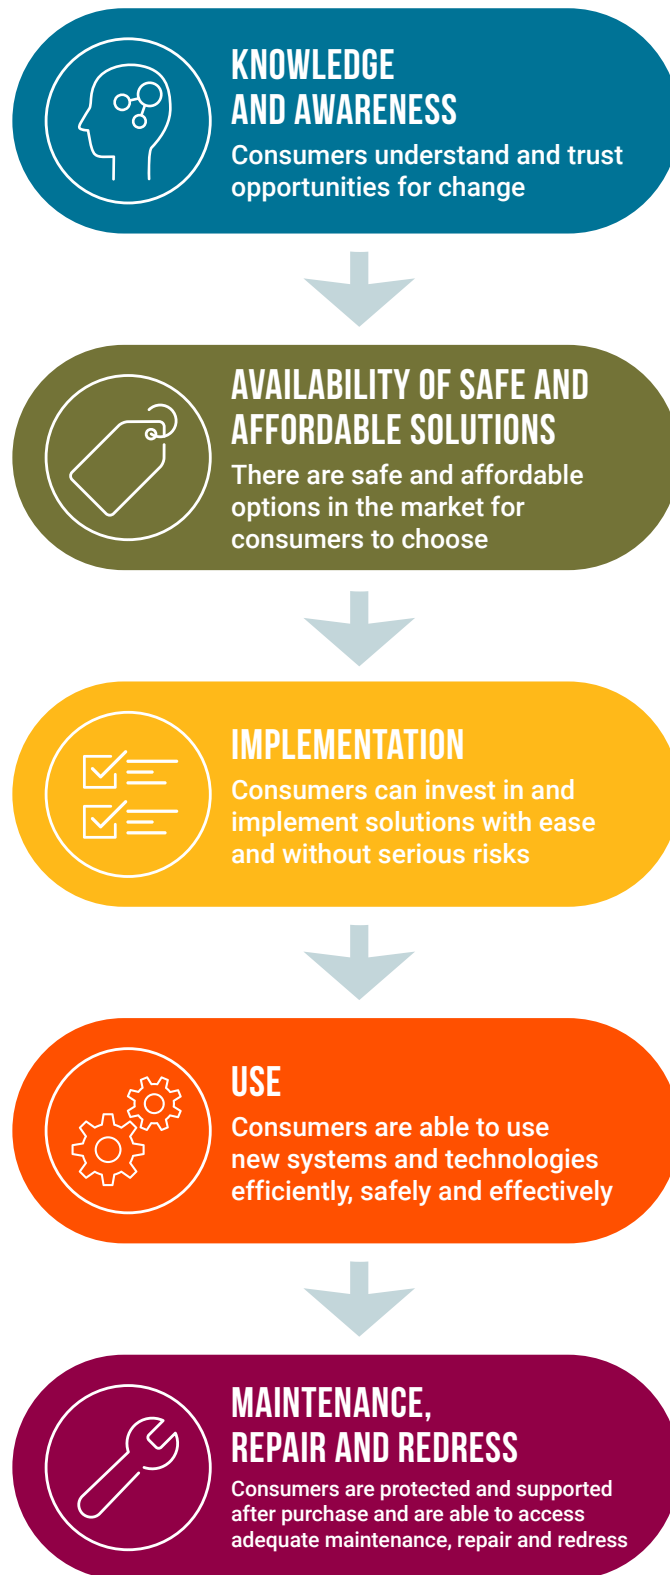 KNOWLEDGE
AND AWARENESS
Consumers understand and trust
opportunities for change
AVAILABILITY OF SAFE AND
AFFORDABLE SOLUTIONS
There are safe and affordable
options in the market for
consumers to choose
IMPLEMENTATION
Consumers can invest in and
implement solutions with ease
and without serious risks
USE
Consumers are able to use
new systems and technologies
efficiently, safely and effectively
MAINTENANCE,
REPAIR AND REDRESS
Consumers are protected and supported
after purchase and are able to access
adequate maintenance, repair and redress